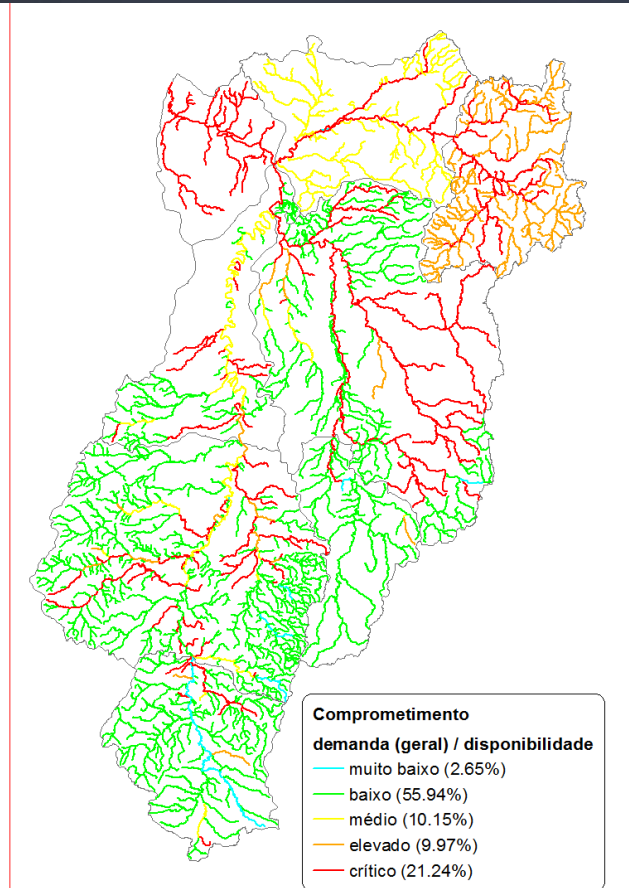 Comprometimento
demanda (geral) / disponibilidade
muito baixo (2.65%)
baixo (55.94%)
médio (10.15%)
elevado (9.97%)
crítico (21.24%)